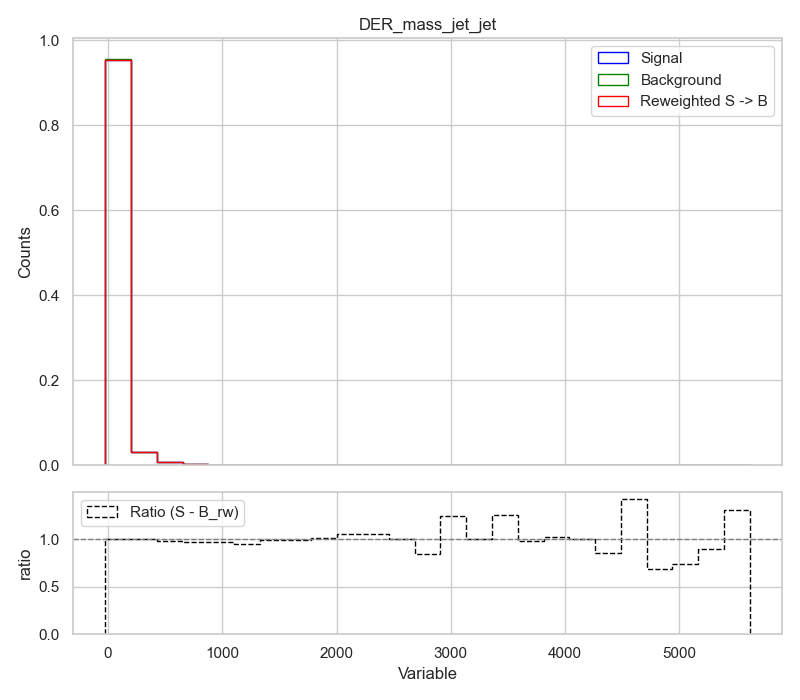 DER_mass_jet_jet
Signal
Background
Reweighted S -> B
1.0
0.8
0.6
0.4
0.2
0.0
Counts
Ratio (S - B_rw)
1.0
0.5
0.0
ratio
0 1000 2000 3000 4000 5000
Variable